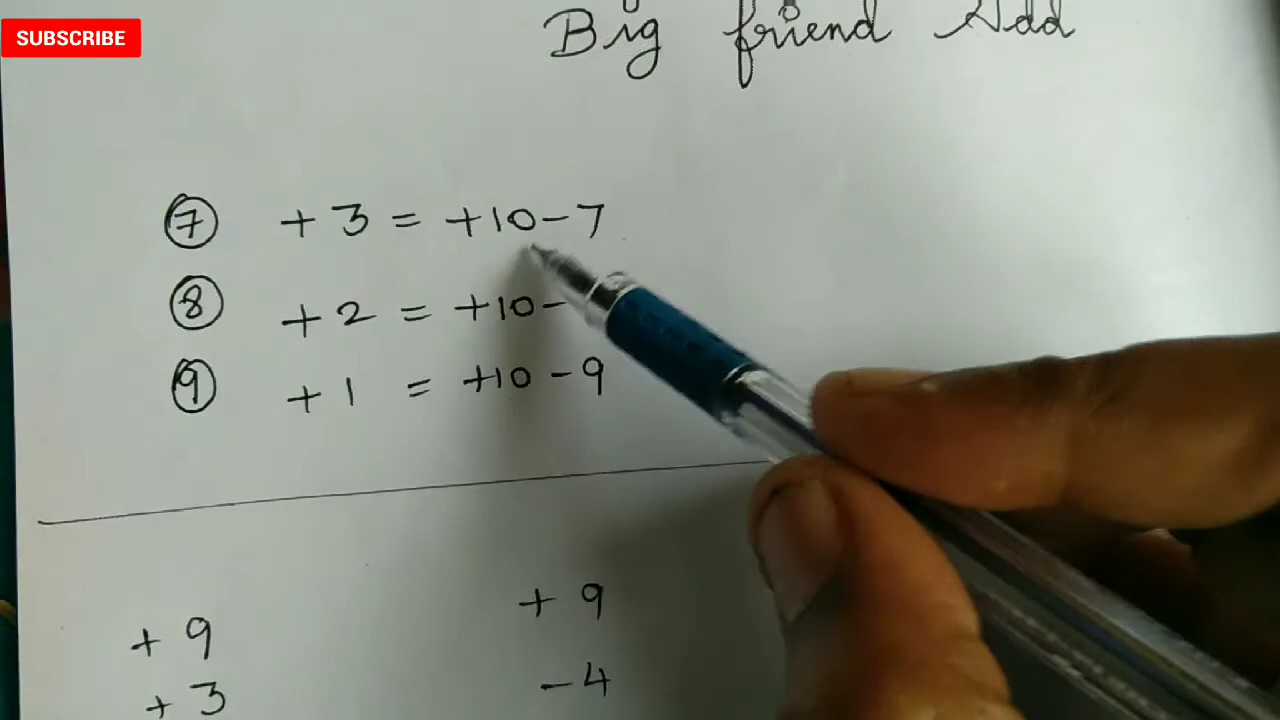 SUBSCRIBE
Big friend Add
7 + 3 = +10 - 7
8 + 2 = +10 -
9 + 1 = +10 - 9
+ 9
+ 3
+ 9
- 4